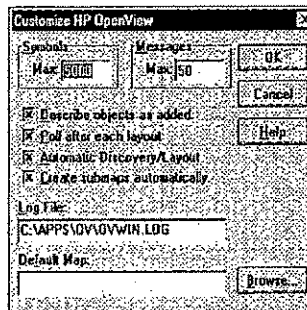 Customize HP OpenView
Symbols
Max: 5000
Messages
Max: 50
OK
Cancel
Help
Describe objects as added
Poll after each layout
Automatic Discovery/Layout
Create submaps automatically
Log File:
C:\APPS\OV\OVWIN.LOG
Default Map:
Browse...